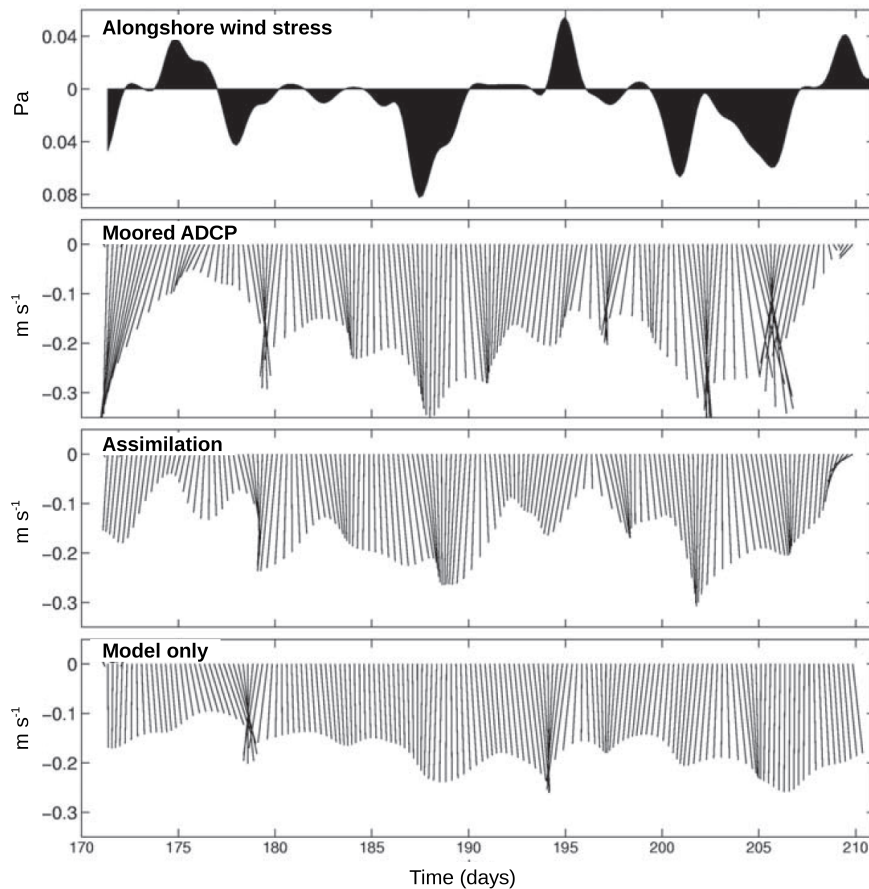 Alongshore wind stress
0.04
0
0.04
0.08
Pa
Moored ADCP
0
−0.1
−0.2
−0.3
m s-1
Assimilation
0
−0.1
−0.2
−0.3
m s-1
Model only
0
−0.1
−0.2
−0.3
m s-1
170 175 180 185 190 195 200 205 210
Time (days)